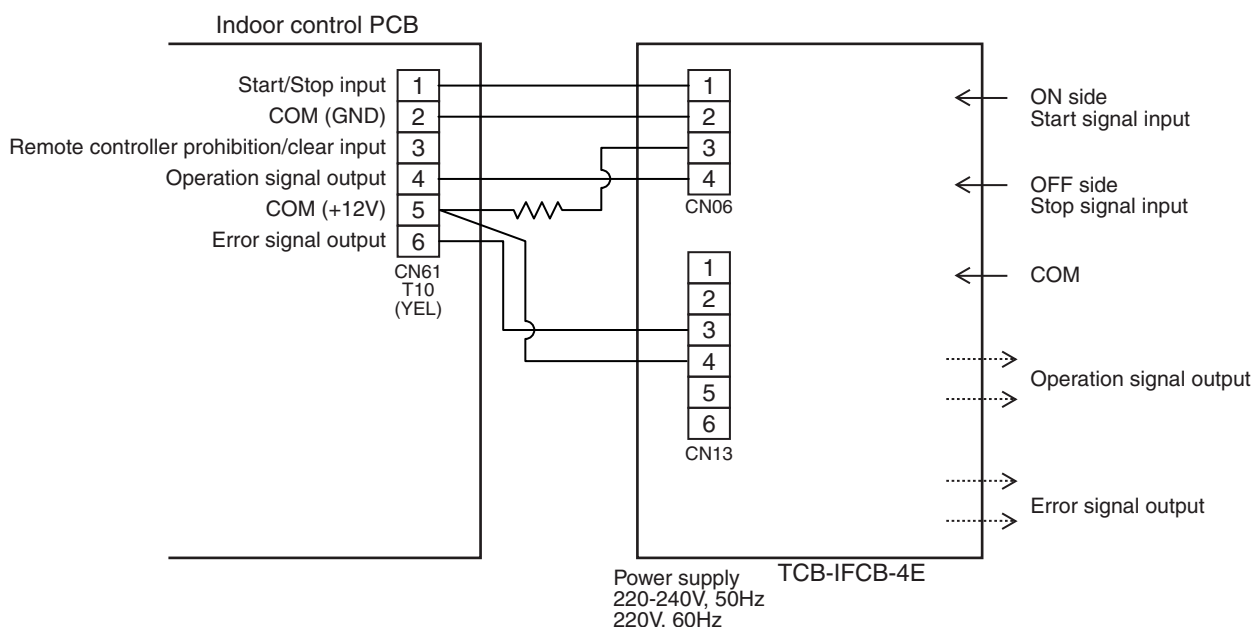 Indoor control PCB
Start/Stop input
COM (GND)
Remote controller prohibition/clear input
Operation signal output
COM (+12V)
Error signal output
1
2
3
4
5
6
CN61
T10
(YEL)
1
2
3
4
CN06
1
2
3
4
5
6
CN13
ON side
Start signal input
OFF side
Stop signal input
COM
Operation signal output
Error signal output
TCB-IFCB-4E
Power supply
220-240V, 50Hz
220V, 60Hz